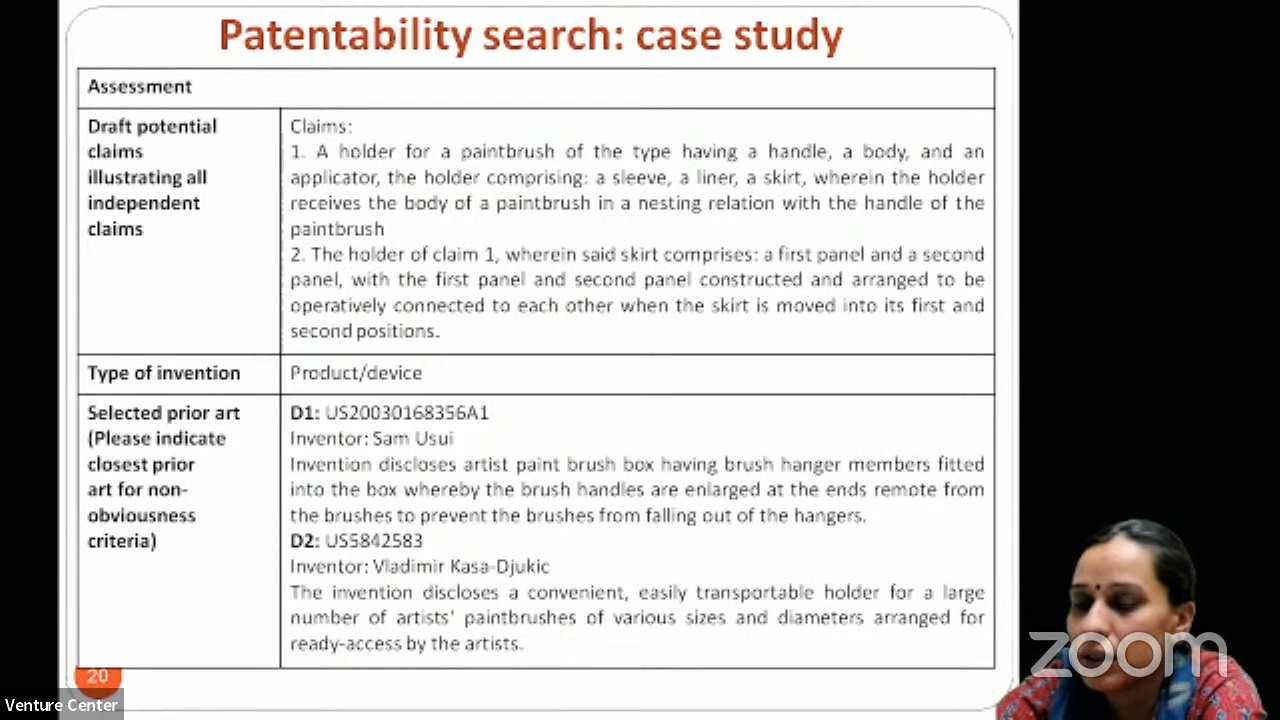 Patentability search: case study
Assessment
Draft potential
claims
illustrating all
independent
claims
Claims:
1. A holder for a paintbrush of the type having a handle, a body, and an
applicator, the holder comprising: a sleeve, a liner, a skirt, wherein the holder
receives the body of a paintbrush in a nesting relation with the handle of the
paintbrush
2. The holder of claim 1, wherein said skirt comprises: a first panel and a second
panel, with the first panel and second panel constructed and arranged to be
operatively connected to each other when the skirt is moved into its first and
second positions.
Type of invention
Product/device
Selected prior art
(Please indicate
closest prior
art for non-
obviousness
criteria)
D1: US20030168356A1
Inventor: Sam Usui
Invention discloses artist paint brush box having brush hanger members fitted
into the box whereby the brush handles are enlarged at the ends remote from
the brushes to prevent the brushes from falling out of the hangers.
D2: US5842583
Inventor: Vladimir Kasa-Djukic
The invention discloses a convenient, easily transportable holder for a large
number of artists' paintbrushes of various sizes and diameters arranged for
ready-access by the artists.
20
Venture Center
zoom